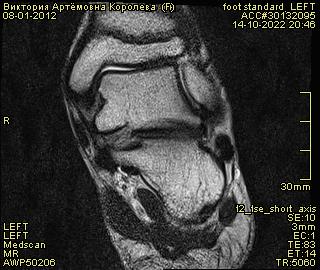 Виктория Артёмовна Королева (F) foot standard LEFT
08-01-2012 ACC#30132095
14-10-2022 20:46
R
30mm
12_tse_short_axis
SE:10
LEFT 3mm
LEFT EC:1
Medscan TE:83
MR ET:14
AWP50206 TR:5060